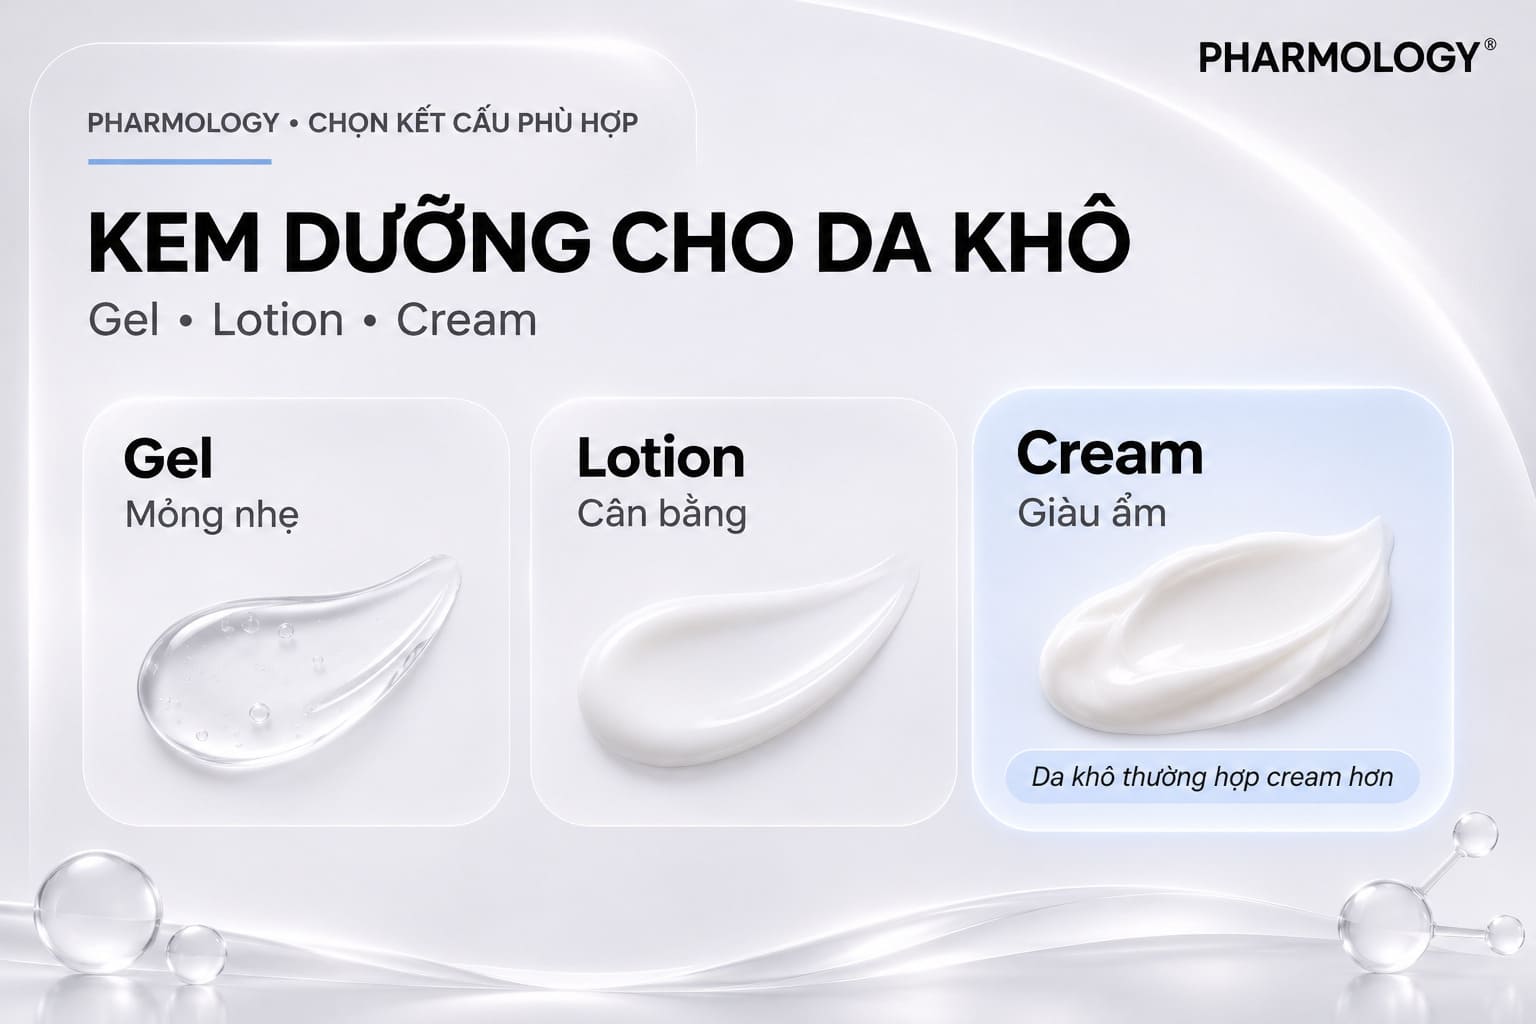 PHARMOLOGY®
PHARMOLOGY • CHỌN KẾT CẤU PHÙ HỢP
KEM DƯỠNG CHO DA KHÔ
Gel • Lotion • Cream
Gel
Mỏng nhẹ
Lotion
Cân bằng
Cream
Giàu ẩm
Da khô thường hợp cream hơn